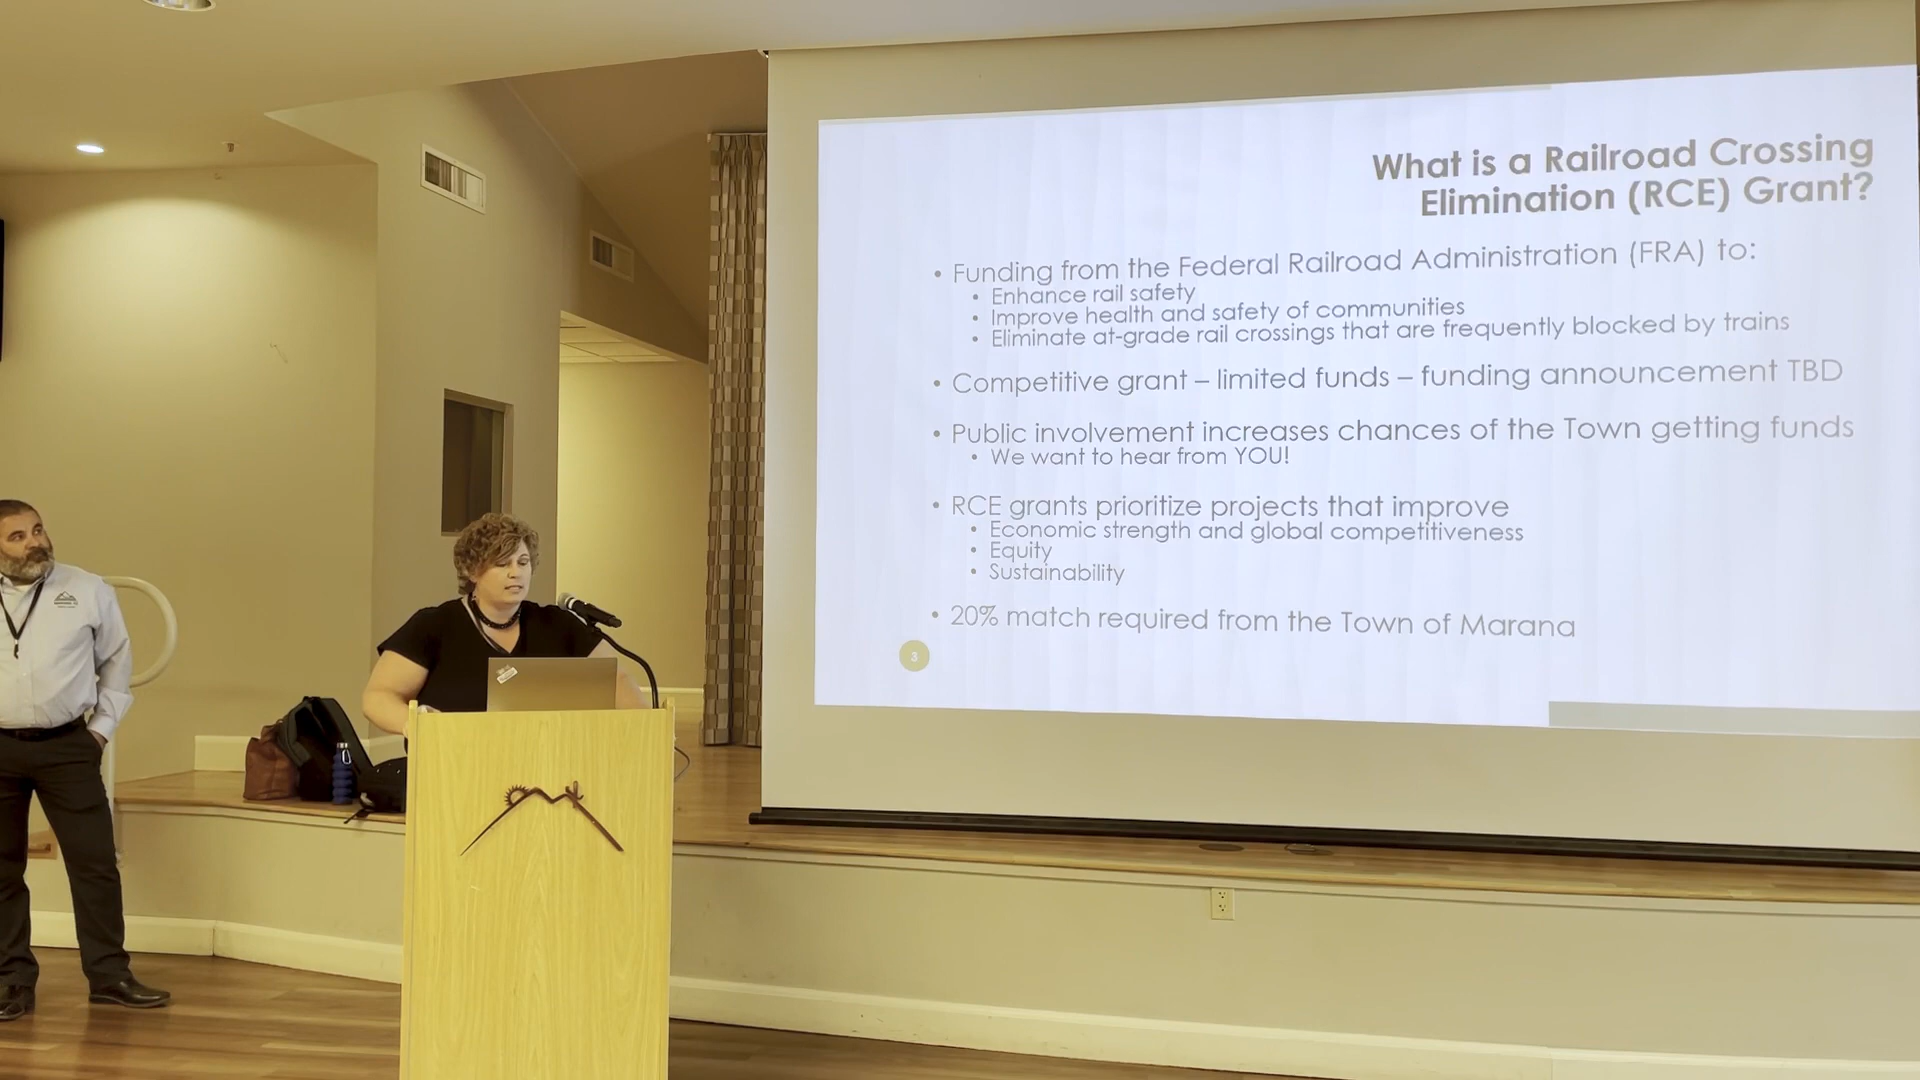 What is a Railroad Crossing
Elimination (RCE) Grant?
• Funding from the Federal Railroad Administration (FRA) to:
• Enhance rail safety
• Improve health and safety of communities
• Eliminate at-grade rail crossings that are frequently blocked by trains
• Competitive grant – limited funds – funding announcement TBD
• Public involvement increases chances of the Town getting funds
• We want to hear from YOU!
• RCE grants prioritize projects that improve
• Economic strength and global competitiveness
• Equity
• Sustainability
• 20% match required from the Town of Marana
3